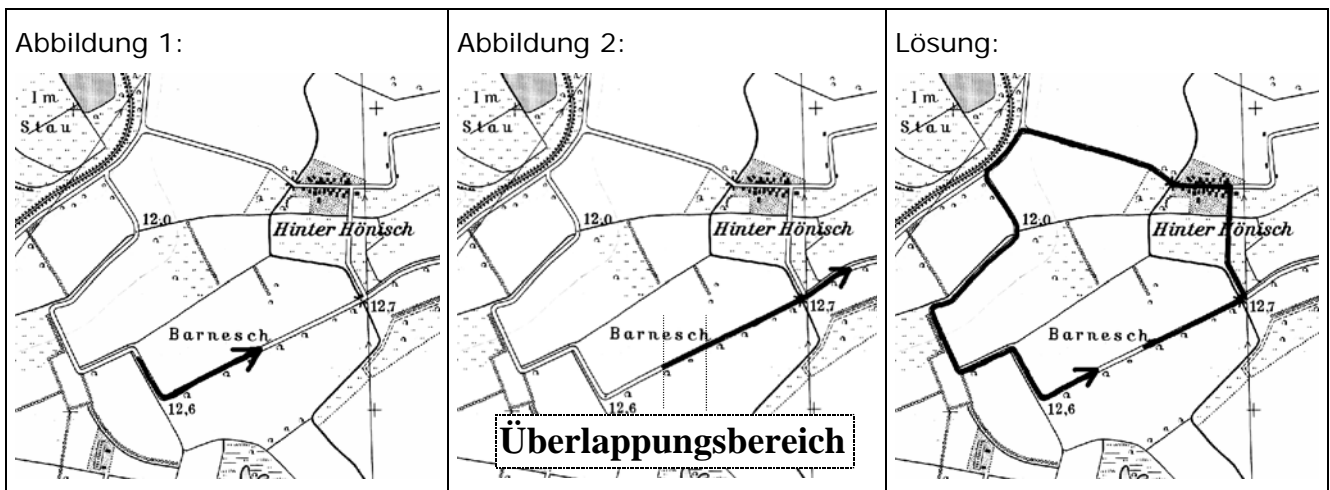 Abbildung 1:
Im
Stau
12,0
Hinter Hönisch
12,7
Barnesch
12,6
Abbildung 2:
Im
Stau
12,0
Hinter Hönisch
12,7
Barnesch
12,6
Überlappungsbereich
Lösung:
Im
Stau
12,0
Hinter Hönisch
12,7
Barnesch
12,6